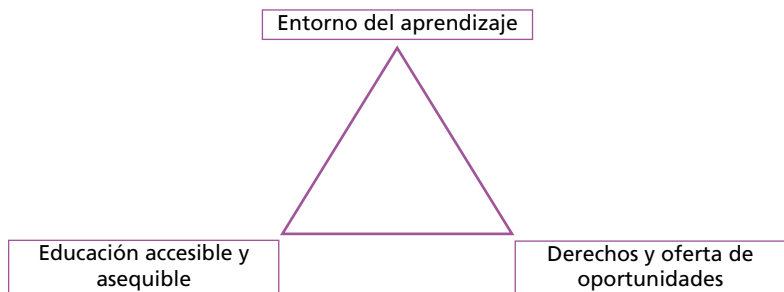 Entorno del aprendizaje
Educación accesible y
asequible
Derechos y oferta de
oportunidades